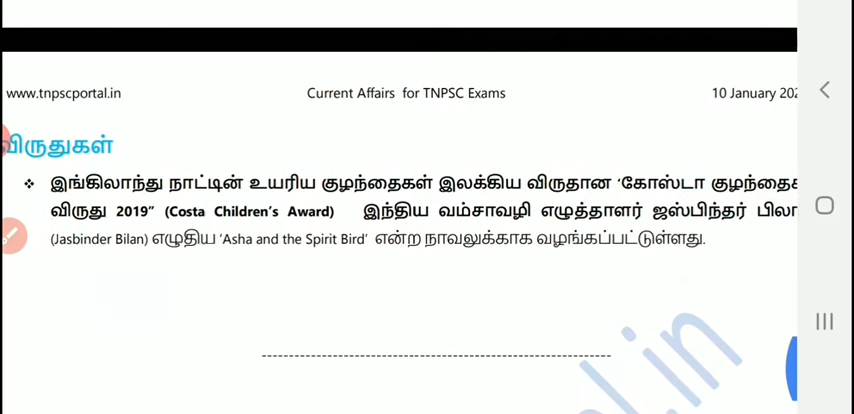 www.tnpscportal.in Current Affairs for TNPSC Exams 10 January 202
விருதுகள்
❖ இங்கிலாந்து நாட்டின் உயரிய குழந்தைகள் இலக்கிய விருதான ‘கோஸ்டா குழந்தைக
விருது 2019” (Costa Children’s Award) இந்திய வம்சாவழி எழுத்தாளர் ஜஸ்பிந்தர் பிலா
(Jasbinder Bilan) எழுதிய ‘Asha and the Spirit Bird’ என்ற நாவலுக்காக வழங்கப்பட்டுள்ளது.